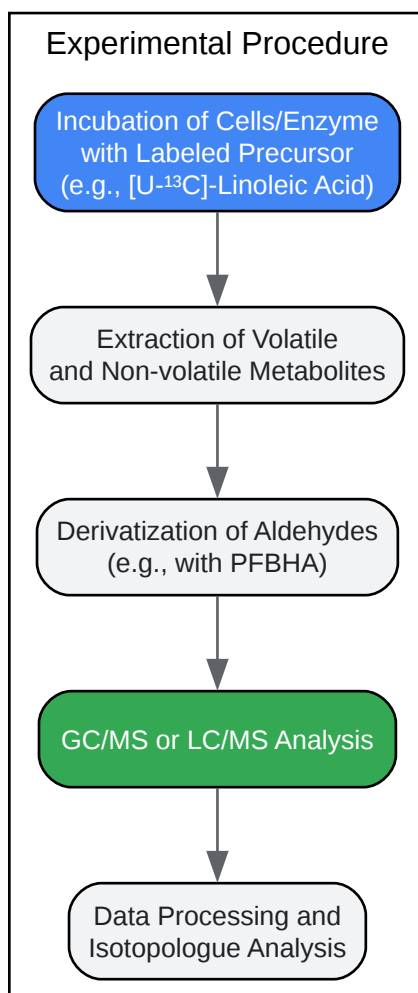 Experimental Procedure
Incubation of Cells/Enzyme
with Labeled Precursor
(e.g., [U-¹³C]-Linoleic Acid)
Extraction of Volatile
and Non-volatile Metabolites
Derivatization of Aldehydes
(e.g., with PFBHA)
GC/MS or LC/MS Analysis
Data Processing and
Isotopologue Analysis